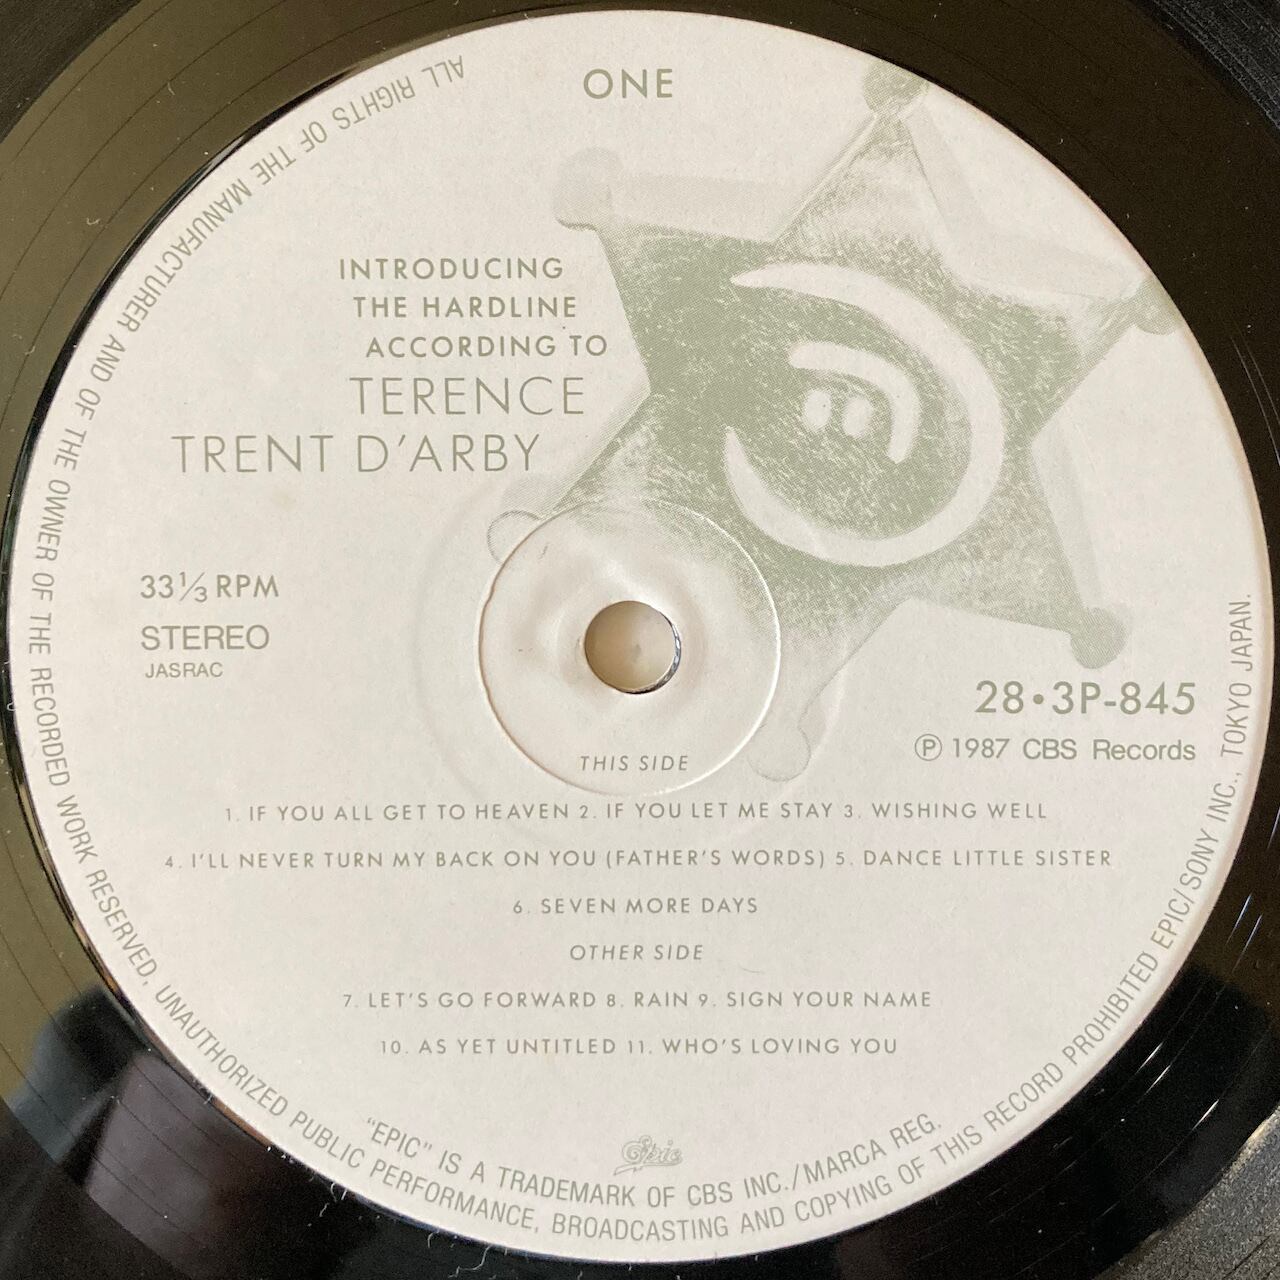 ONE
INTRODUCING
THE HARDLINE
ACCORDING TO
TERENCE
TRENT D'ARBY
33⅓ RPM
STEREO
JASRAC
28•3P-845
Ⓟ 1987 CBS Records
THIS SIDE
1. IF YOU ALL GET TO HEAVEN 2. IF YOU LET ME STAY 3. WISHING WELL
4. I'LL NEVER TURN MY BACK ON YOU (FATHER'S WORDS) 5. DANCE LITTLE SISTER
6. SEVEN MORE DAYS
OTHER SIDE
7. LET'S GO FORWARD 8. RAIN 9. SIGN YOUR NAME
10. AS YET UNTITLED 11. WHO'S LOVING YOU
Epic
"EPIC" IS A TRADEMARK OF CBS INC./MARCA REG.
ALL RIGHTS OF THE MANUFACTURER AND OF THE OWNER OF THE RECORDED WORK RESERVED, UNAUTHORIZED PUBLIC PERFORMANCE, BROADCASTING AND COPYING OF THIS RECORD PROHIBITED EPIC/SONY INC., TOKYO JAPAN.